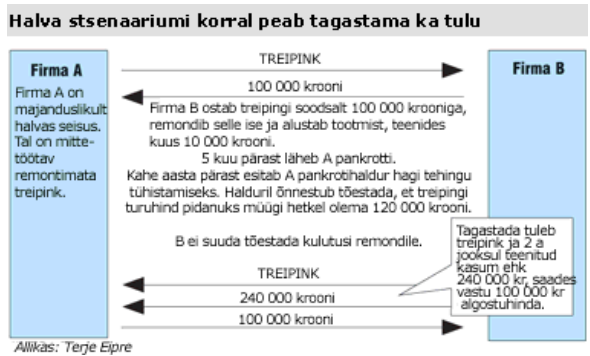 Halva stsenaariumi korral peab tagastama ka tulu
Firma A
Firma A on
majanduslikult
halvas seisus.
Tal on mitte-
töötav
remontimata
treipink.
TREIPINK
100 000 krooni
Firma B
Firma B ostab treipingi soodsalt 100 000 krooniga,
remondib selle ise ja alustab tootmist, teenides
kuus 10 000 krooni.
5 kuu pärast läheb A pankrotti.
Kahe aasta pärast esitab A pankrotihaldur hagi tehingu
tühistamiseks. Halduril õnnestub tõestada, et treipingi
turuhind pidanuks müügi hetkel olema 120 000 krooni.
B ei suuda tõestada kulutusi remondile.
Tagastada tuleb
treipink ja 2 a
jooksul teenitud
kasum ehk
240 000 kr, saades
vastu 100 000 kr
algostuhinda.
TREIPINK
240 000 krooni
100 000 krooni
Allikas: Terje Eipre